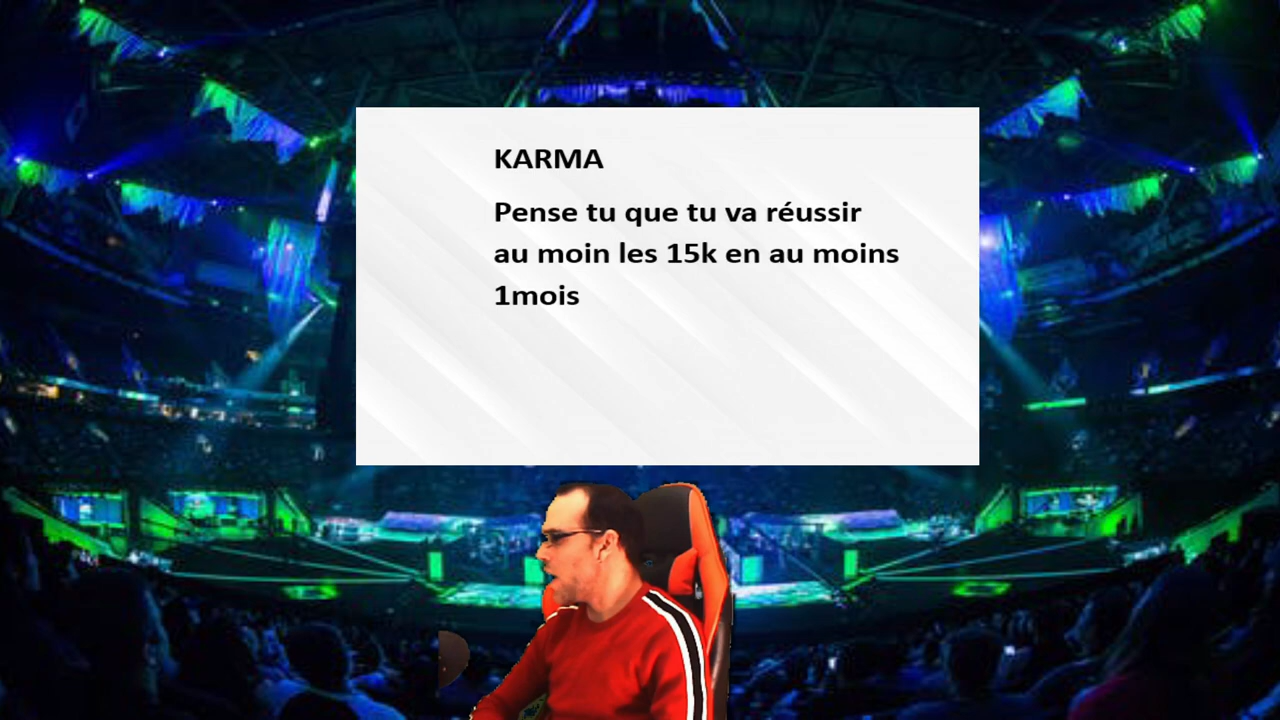 KARMA
Pense tu que tu va réussir
au moin les 15k en au moins
1mois